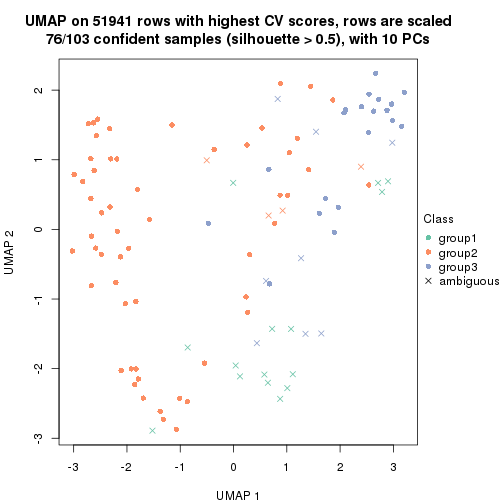 UMAP on 51941 rows with highest CV scores, rows are scaled
76/103 confident samples (silhouette > 0.5), with 10 PCs
2
1
0
-1
-2
-3
UMAP 2
-3
-2
-1
0
1
2
3
UMAP 1
Class
group1
group2
group3
ambiguous